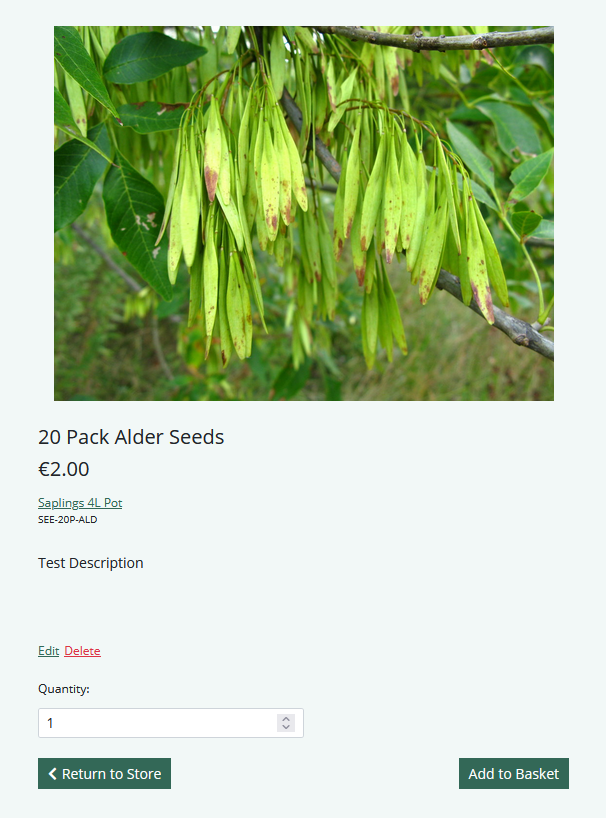 20 Pack Alder Seeds
€2.00
Saplings 4L Pot
SEE-20P-ALD
Test Description
Edit Delete
Quantity:
1
Return to Store Add to Basket